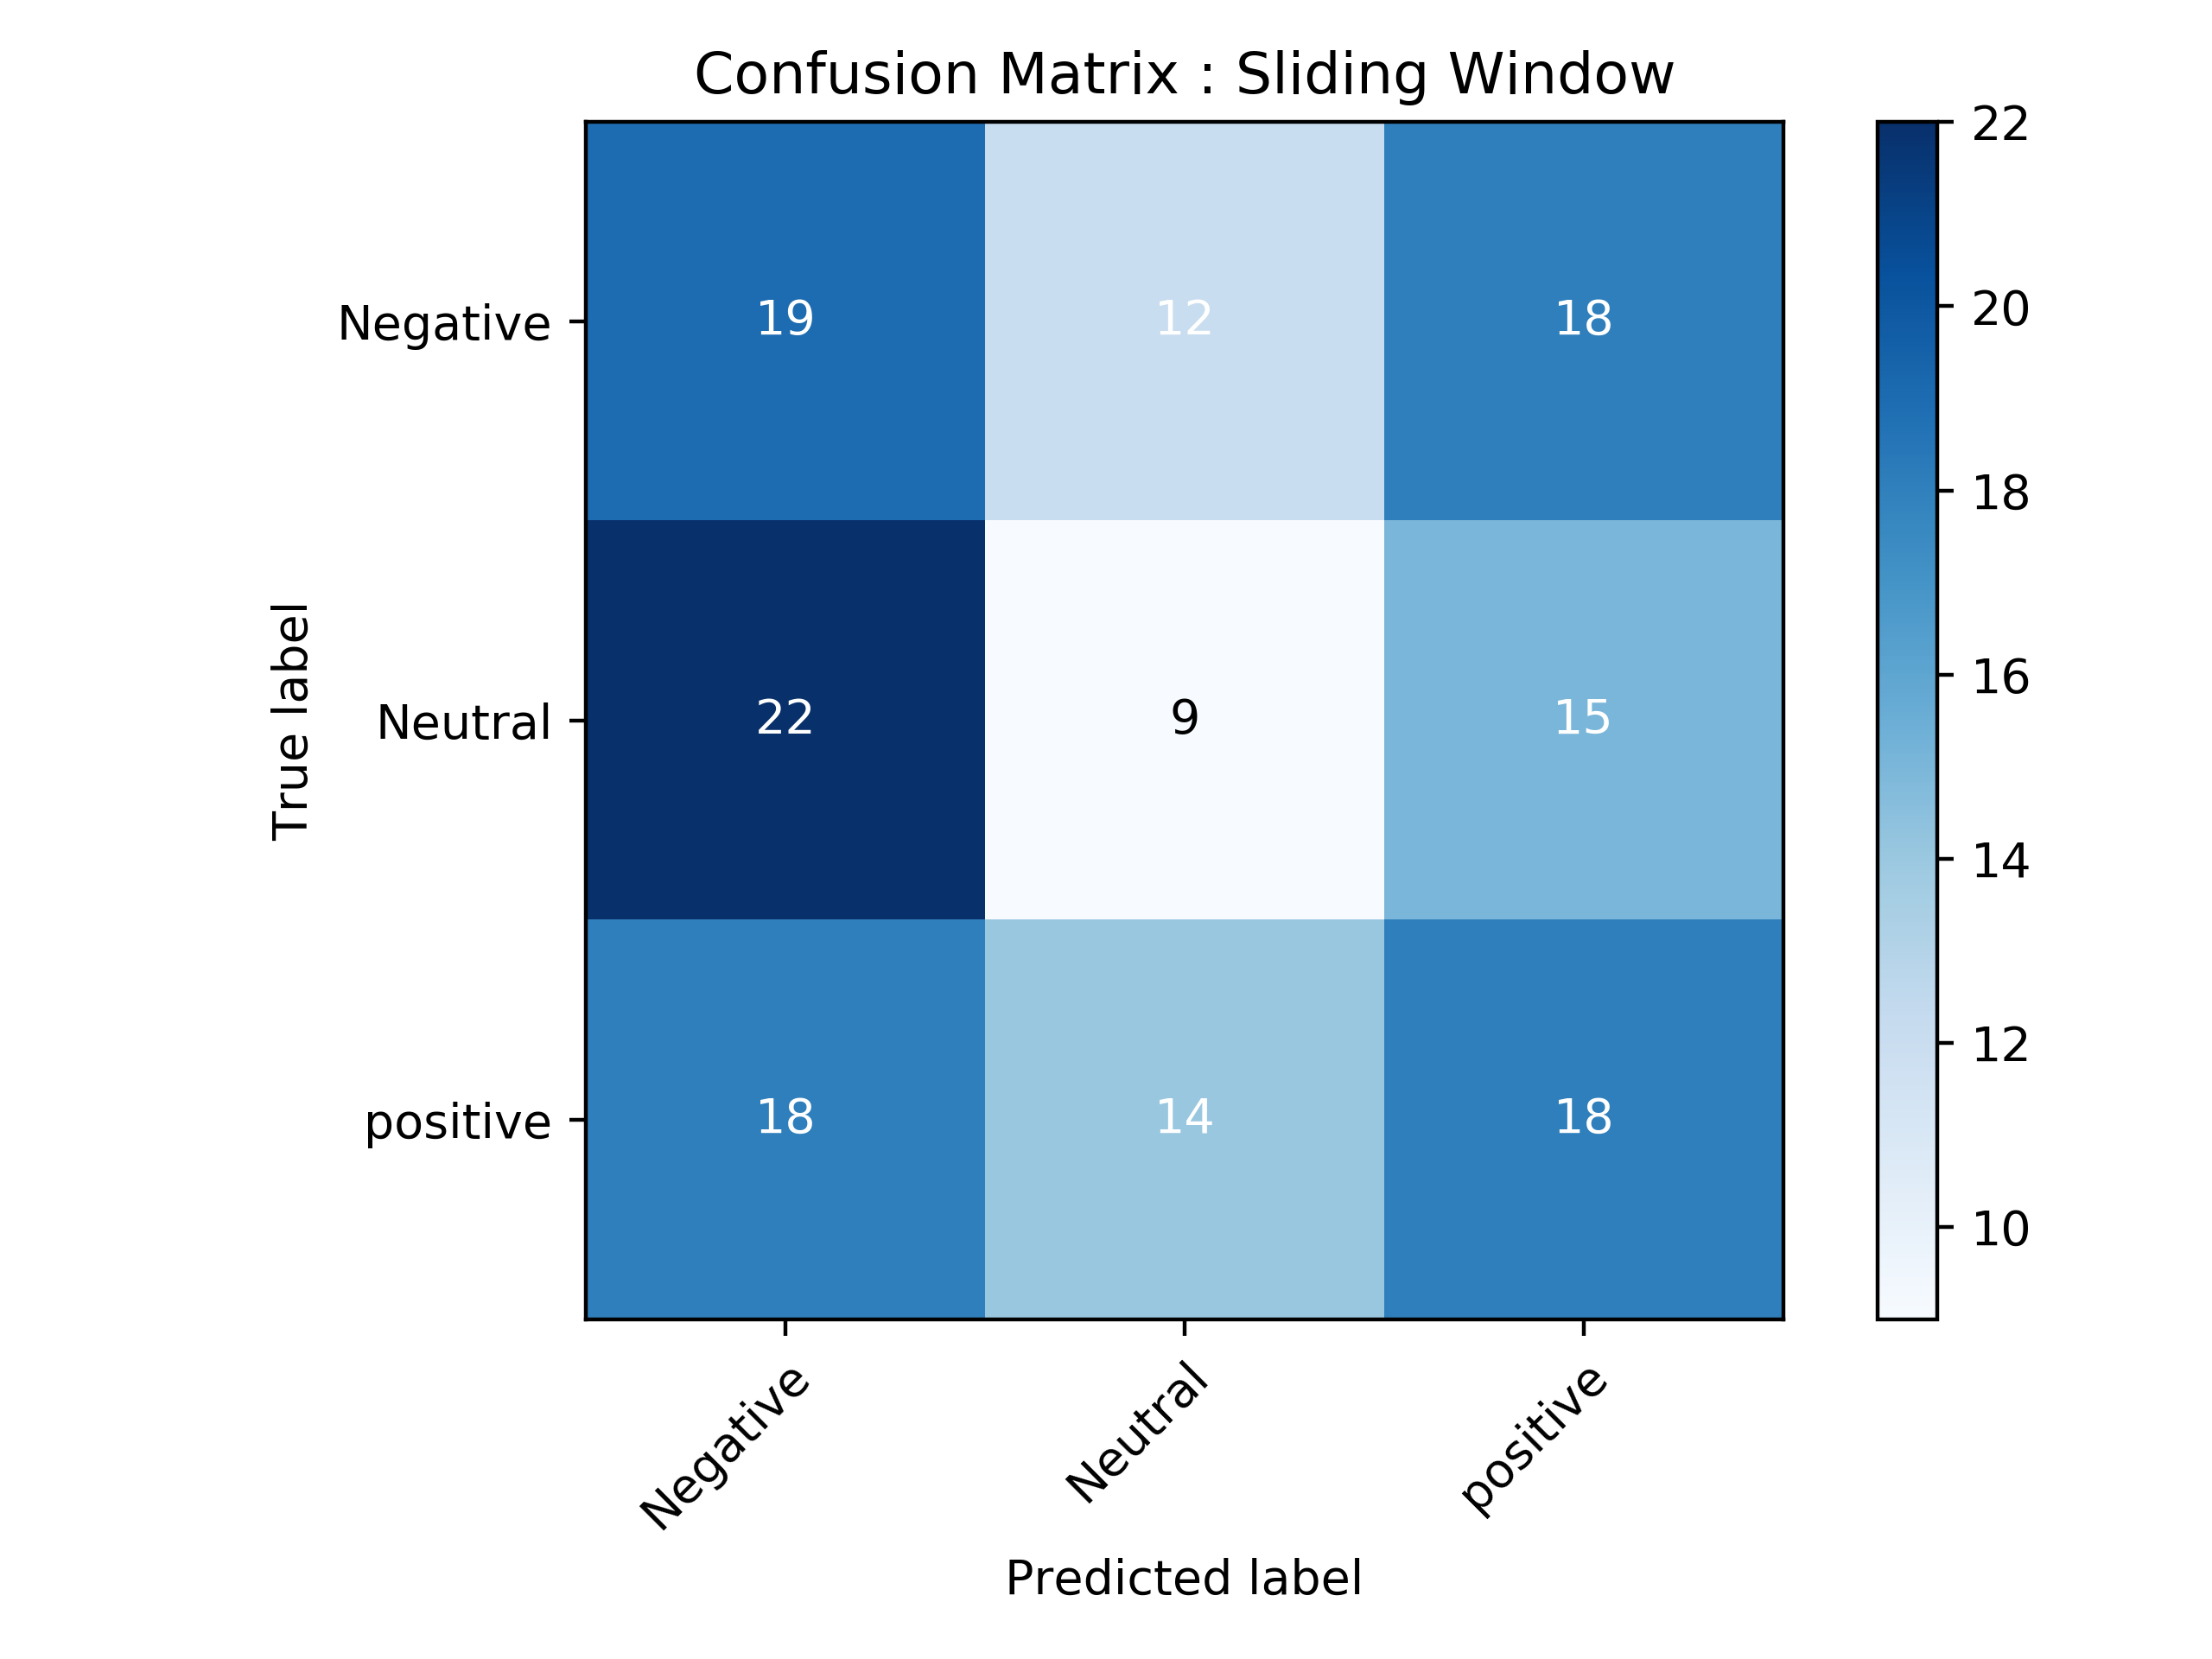 Confusion Matrix : Sliding Window
22
20
18
16
14
12
10
True label
Negative
19 12 18
Neutral
22 9 15
positive
18 14 18
Negative Neutral positive
Predicted label